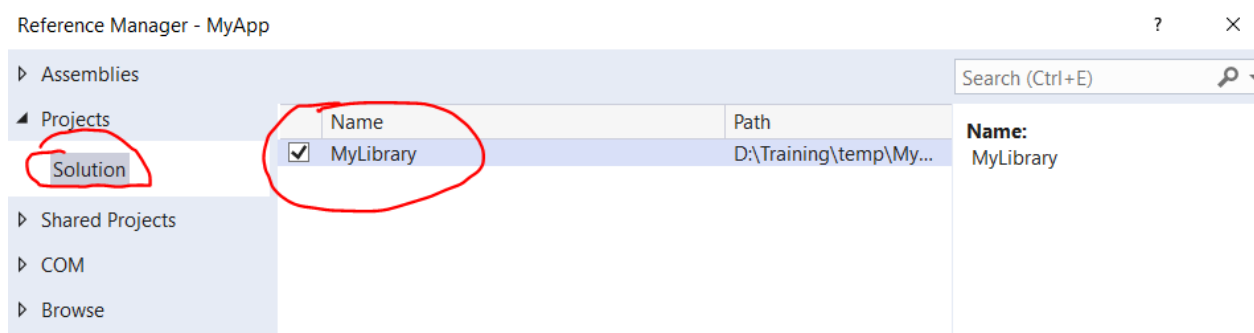 Reference Manager - MyApp ? ×
Assemblies
Search (Ctrl+E)
Projects
Solution
Shared Projects
COM
Browse
Name Path
MyLibrary D:\Training\temp\My...
Name:
MyLibrary